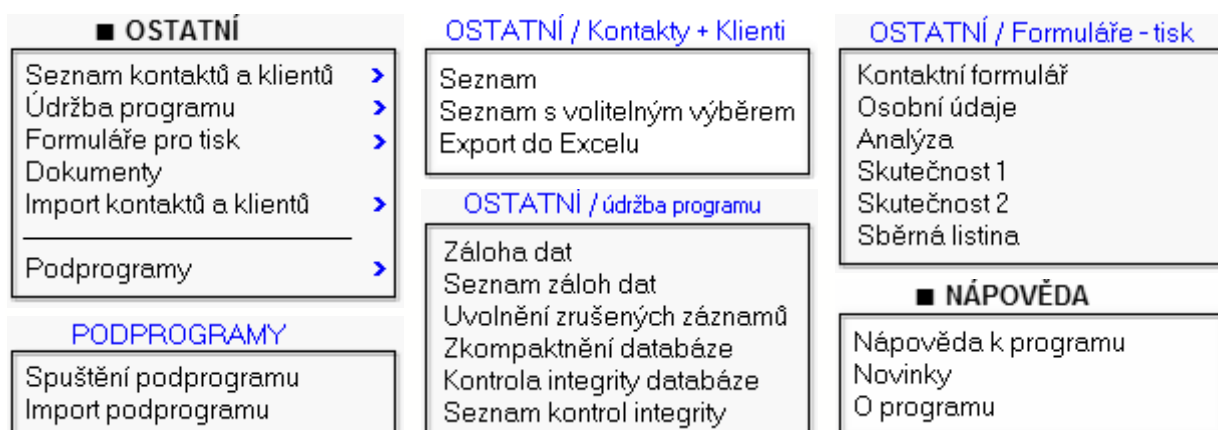 ■ OSTATNÍ
Seznam kontaktů a klientů >
Údržba programu >
Formuláře pro tisk >
Dokumenty
Import kontaktů a klientů >
Podprogramy >
PODPROGRAMY
Spuštění podprogramu
Import podprogramu
OSTATNÍ / Kontakty + Klienti
Seznam
Seznam s volitelným výběrem
Export do Excelu
OSTATNÍ / údržba programu
Záloha dat
Seznam záloh dat
Uvolnění zrušených záznamů
Zkompaktnění databáze
Kontrola integrity databáze
Seznam kontrol integrity
OSTATNÍ / Formuláře - tisk
Kontaktní formulář
Osobní údaje
Analýza
Skutečnost 1
Skutečnost 2
Sběrná listina
■ NÁPOVĚDA
Nápověda k programu
Novinky
O programu